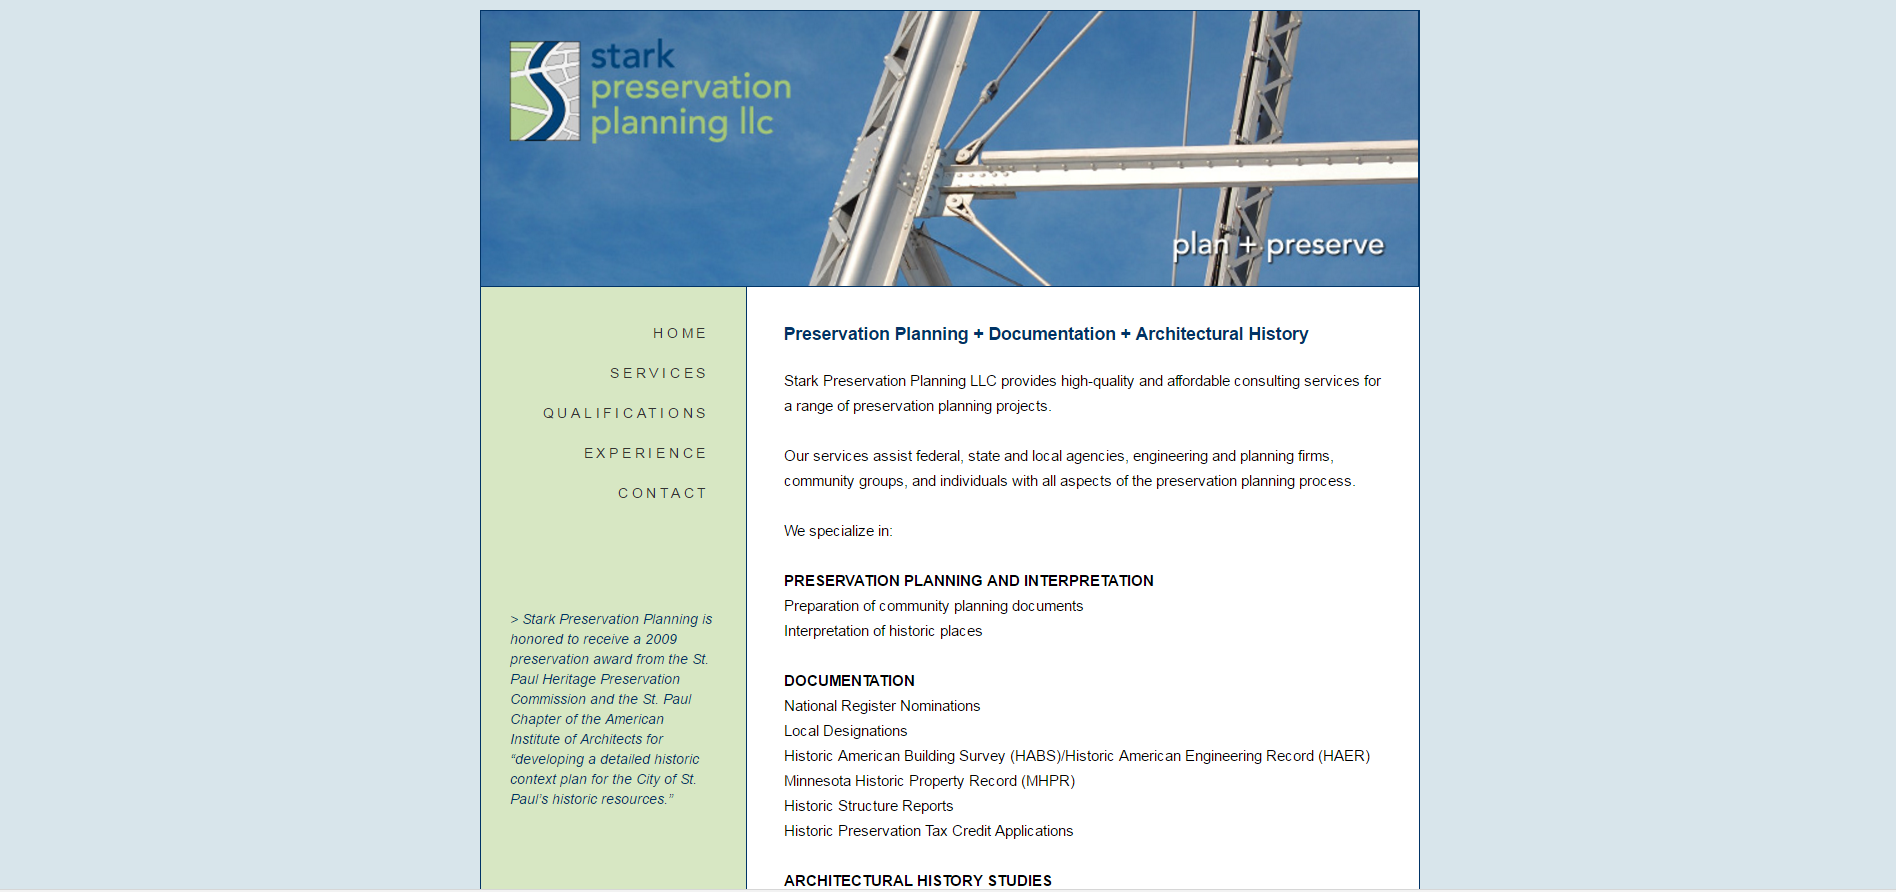 stark
preservation
planning llc
plan + preserve
HOME
SERVICES
QUALIFICATIONS
EXPERIENCE
CONTACT
> Stark Preservation Planning is
honored to receive a 2009
preservation award from the St.
Paul Heritage Preservation
Commission and the St. Paul
Chapter of the American
Institute of Architects for
“developing a detailed historic
context plan for the City of St.
Paul’s historic resources.”
Preservation Planning + Documentation + Architectural History
Stark Preservation Planning LLC provides high-quality and affordable consulting services for
a range of preservation planning projects.
Our services assist federal, state and local agencies, engineering and planning firms,
community groups, and individuals with all aspects of the preservation planning process.
We specialize in:
PRESERVATION PLANNING AND INTERPRETATION
Preparation of community planning documents
Interpretation of historic places
DOCUMENTATION
National Register Nominations
Local Designations
Historic American Building Survey (HABS)/Historic American Engineering Record (HAER)
Minnesota Historic Property Record (MHPR)
Historic Structure Reports
Historic Preservation Tax Credit Applications
ARCHITECTURAL HISTORY STUDIES